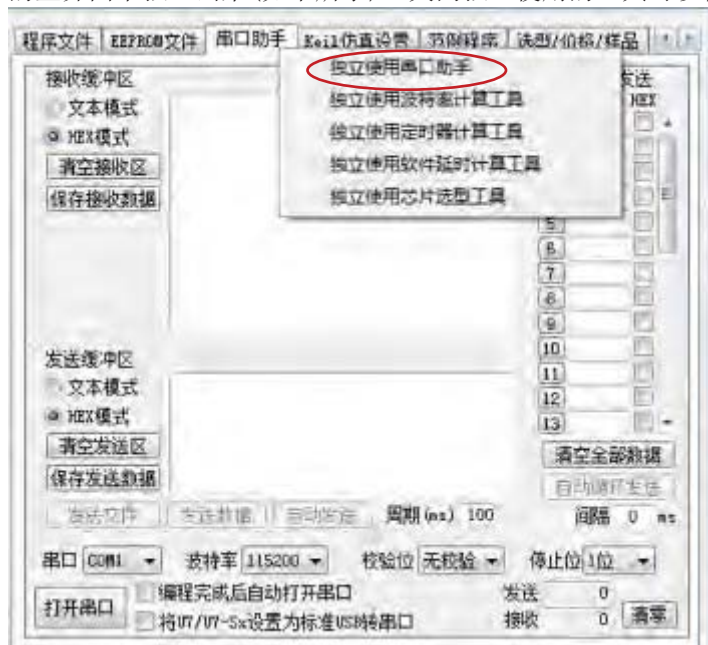 程序文件 EEPROM文件 串口助手 Keil仿真设置 范例程序 选型/价格/样品
独立使用串口助手
独立使用波特率计算工具
独立使用定时器计算工具
独立使用软件延时计算工具
独立使用芯片选型工具
接收缓冲区
文本模式
HEX模式
清空接收区
保存接收数据
发送
HEX
5
6
7
8
9
10
11
12
13
发送缓冲区
文本模式
HEX模式
清空发送区
保存发送数据
清空全部数据
自动循环发送
发送文件 发送数据 自动发送 周期(ms) 100
间隔 0 ms
串口 COM1 波特率 115200 校验位 无校验 停止位 1位
打开串口
编程完成后自动打开串口
将U7/U7-Sx设置为标准USB转串口
发送 0
接收 0
清零